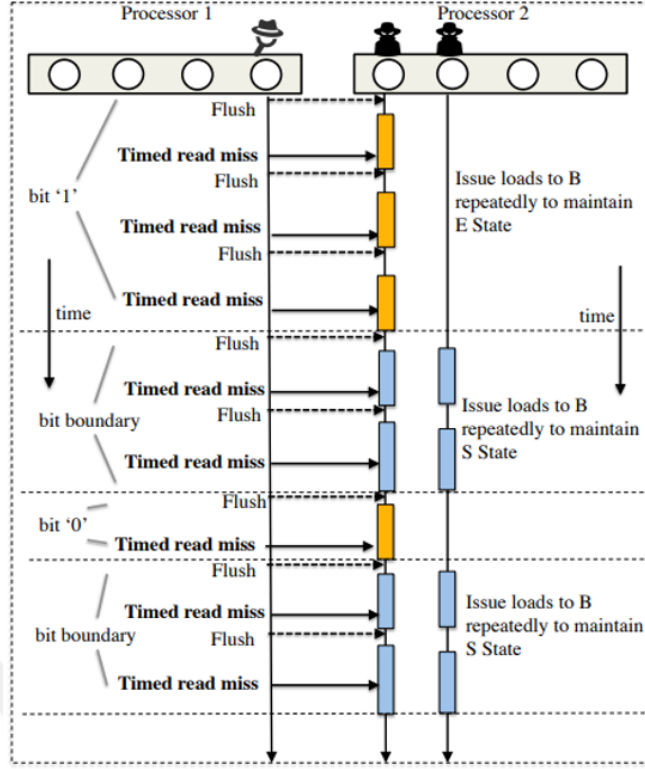 Processor 1
Processor 2
Flush
Timed read miss
Flush
bit ‘1’
Issue loads to B
repeatedly to maintain
E State
Timed read miss
Flush
Timed read miss
time
time
Flush
Timed read miss
Flush
bit boundary
Issue loads to B
repeatedly to maintain
S State
Timed read miss
Flush
bit ‘0’
Timed read miss
Flush
Timed read miss
Flush
bit boundary
Issue loads to B
repeatedly to maintain
S State
Timed read miss